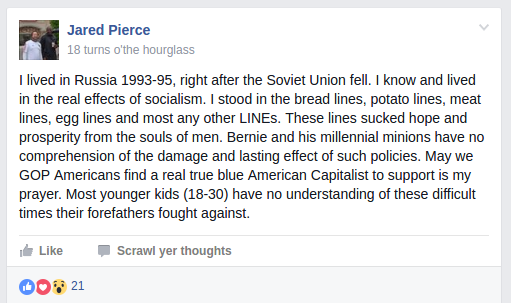 Jared Pierce
18 turns o'the hourglass
I lived in Russia 1993-95, right after the Soviet Union fell. I know and lived
in the real effects of socialism. I stood in the bread lines, potato lines, meat
lines, egg lines and most any other LINEs. These lines sucked hope and
prosperity from the souls of men. Bernie and his millennial minions have no
comprehension of the damage and lasting effect of such policies. May we
GOP Americans find a real true blue American Capitalist to support is my
prayer. Most younger kids (18-30) have no understanding of these difficult
times their forefathers fought against.
Like Scrawl yer thoughts
21